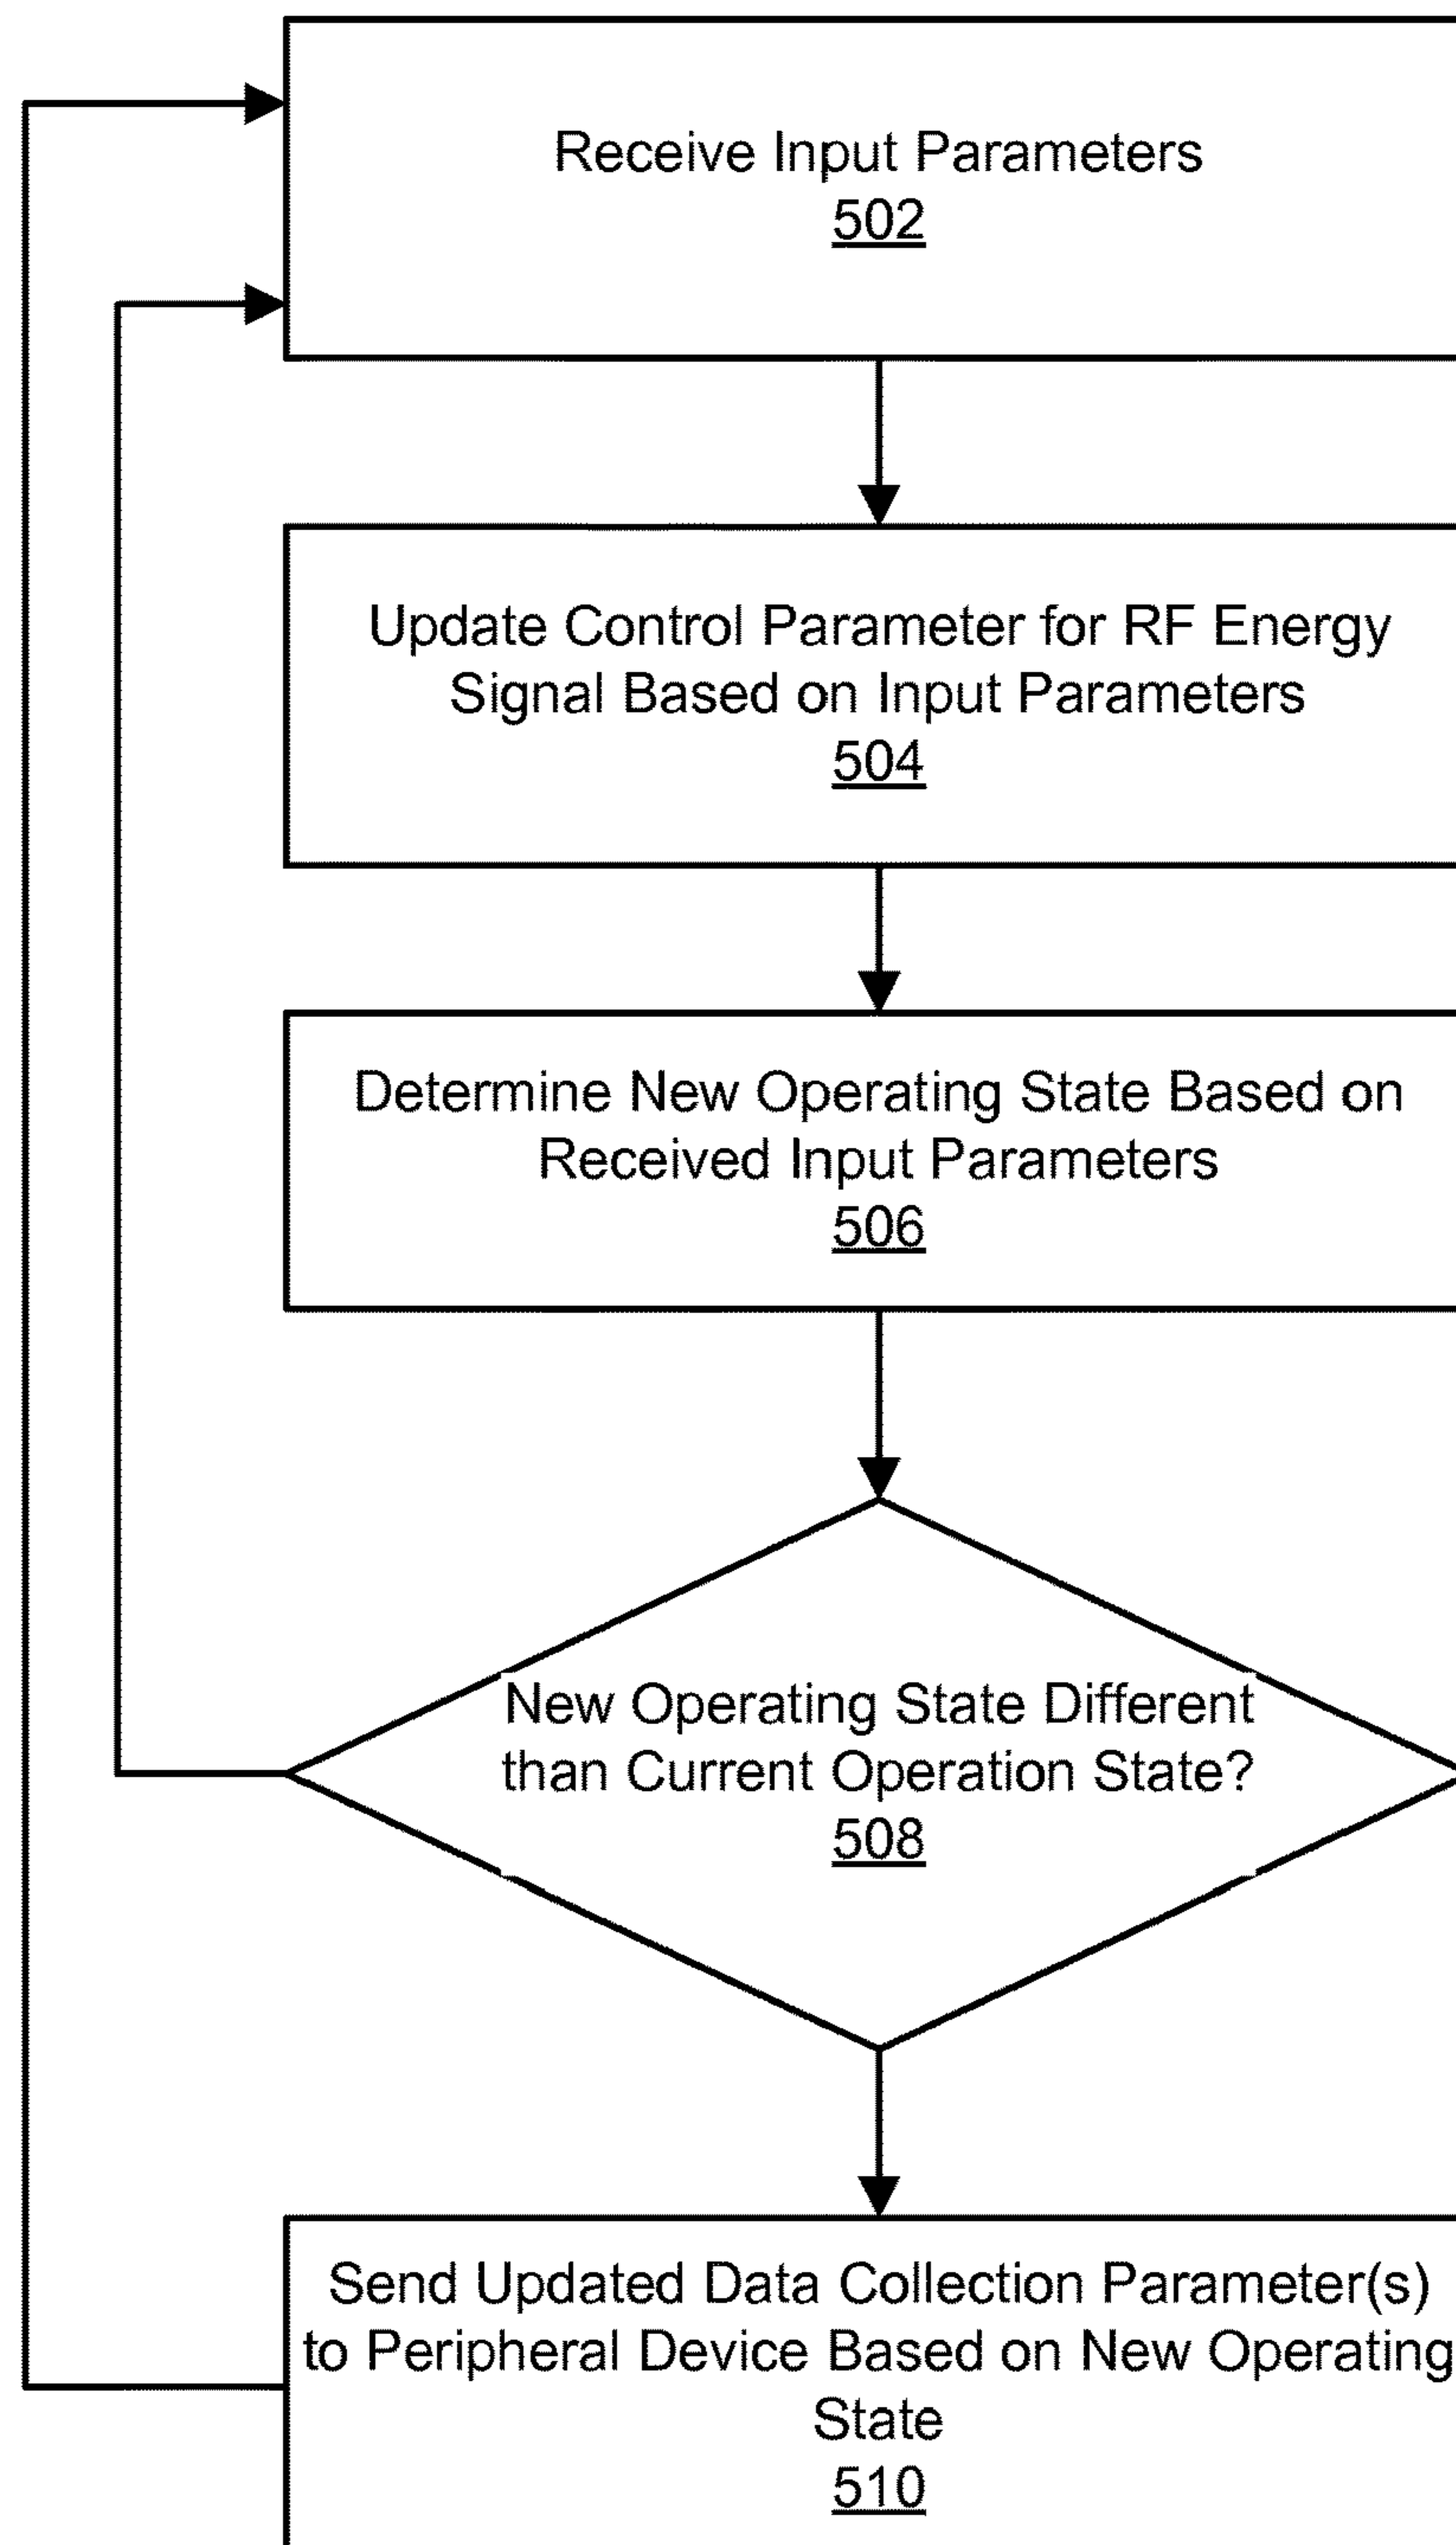 Receive Input Parameters
502
Update Control Parameter for RF Energy
Signal Based on Input Parameters
504
Determine New Operating State Based on
Received Input Parameters
506
New Operating State Different
than Current Operation State?
508
Send Updated Data Collection Parameter(s)
to Peripheral Device Based on New Operating
State
510